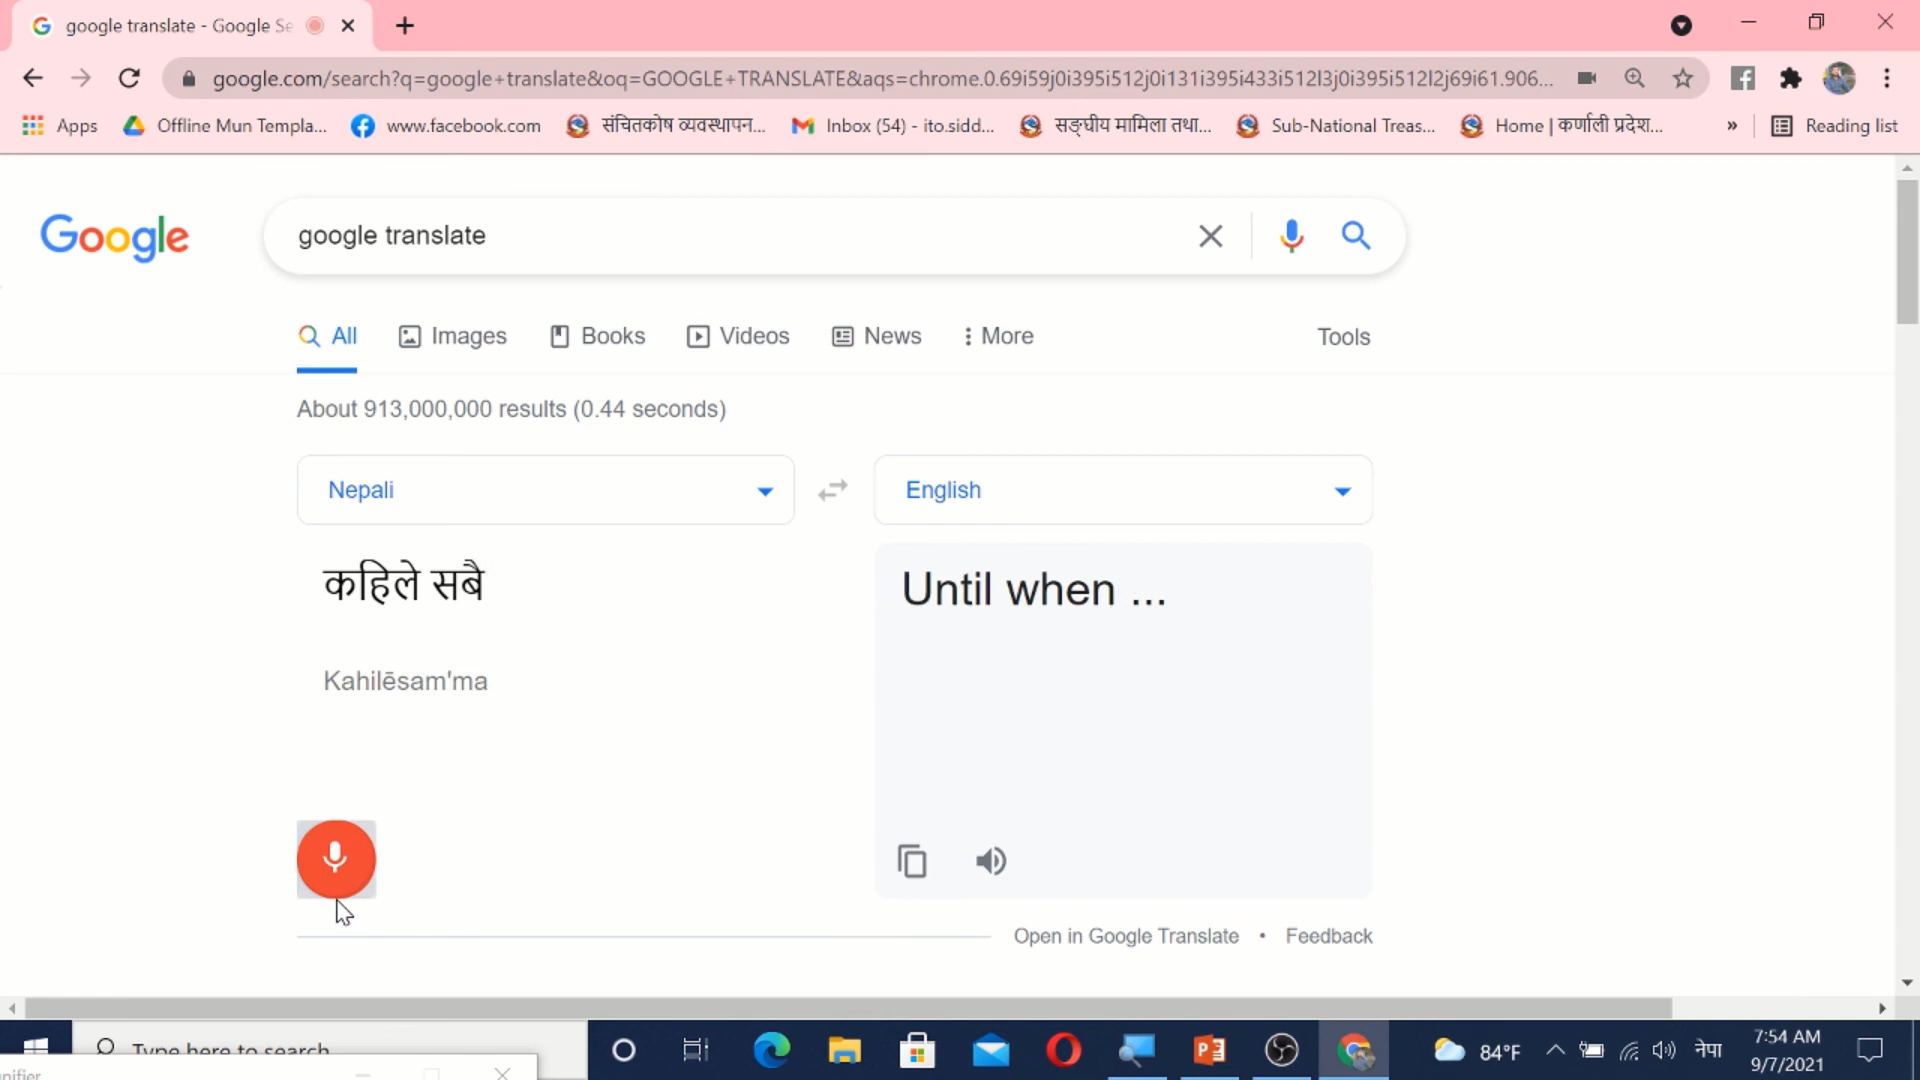 google translate - Google Se
google.com/search?q=google+translate&oq=GOOGLE+TRANSLATE&aqs=chrome.0.69i59j0i395i512j0i131i395i433i512l3j0i395i512l2j69i61.906...
Apps Offline Mun Templa... www.facebook.com संचितकोष व्यवस्थापन... Inbox (54) - ito.sidd... सङ्घीय मामिला तथा... Sub-National Treas... Home | कर्णाली प्रदेश... » Reading list
Google google translate
All Images Books Videos News More Tools
About 913,000,000 results (0.44 seconds)
Nepali English
कहिले सबै Until when ...
Kahilēsam'ma
Open in Google Translate • Feedback
Type here to search 84°F नेपा 7:54 AM
9/7/2021